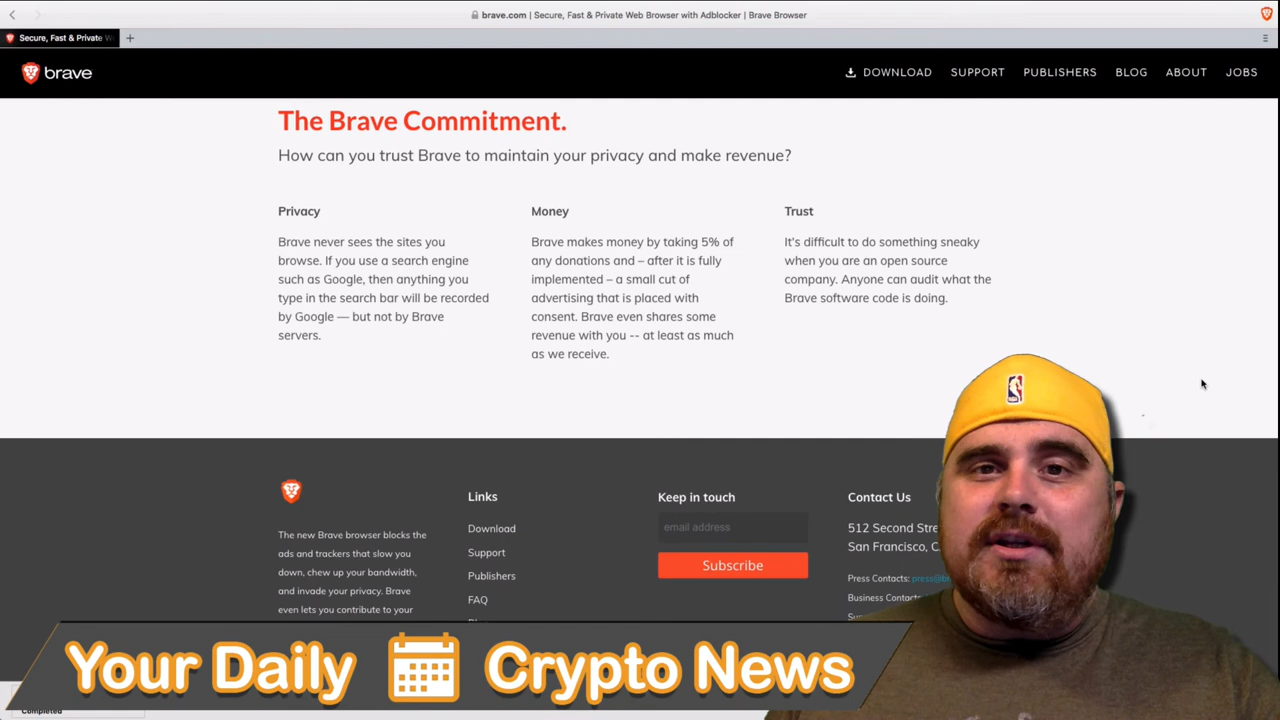 brave.com | Secure, Fast & Private Web Browser with Adblocker | Brave Browser
Secure, Fast & Private W
brave
DOWNLOAD SUPPORT PUBLISHERS BLOG ABOUT JOBS
The Brave Commitment.
How can you trust Brave to maintain your privacy and make revenue?
Privacy
Brave never sees the sites you
browse. If you use a search engine
such as Google, then anything you
type in the search bar will be recorded
by Google — but not by Brave
servers.
Money
Brave makes money by taking 5% of
any donations and – after it is fully
implemented – a small cut of
advertising that is placed with
consent. Brave even shares some
revenue with you -- at least as much
as we receive.
Trust
It's difficult to do something sneaky
when you are an open source
company. Anyone can audit what the
Brave software code is doing.
The new Brave browser blocks the
ads and trackers that slow you
down, chew up your bandwidth,
and invade your privacy. Brave
even lets you contribute to your
Links
Download
Support
Publishers
FAQ
Keep in touch
email address
Subscribe
Contact Us
512 Second Stre
San Francisco, C
Press Contacts: press@b
Business Contacts
Your Daily Crypto News
Completed